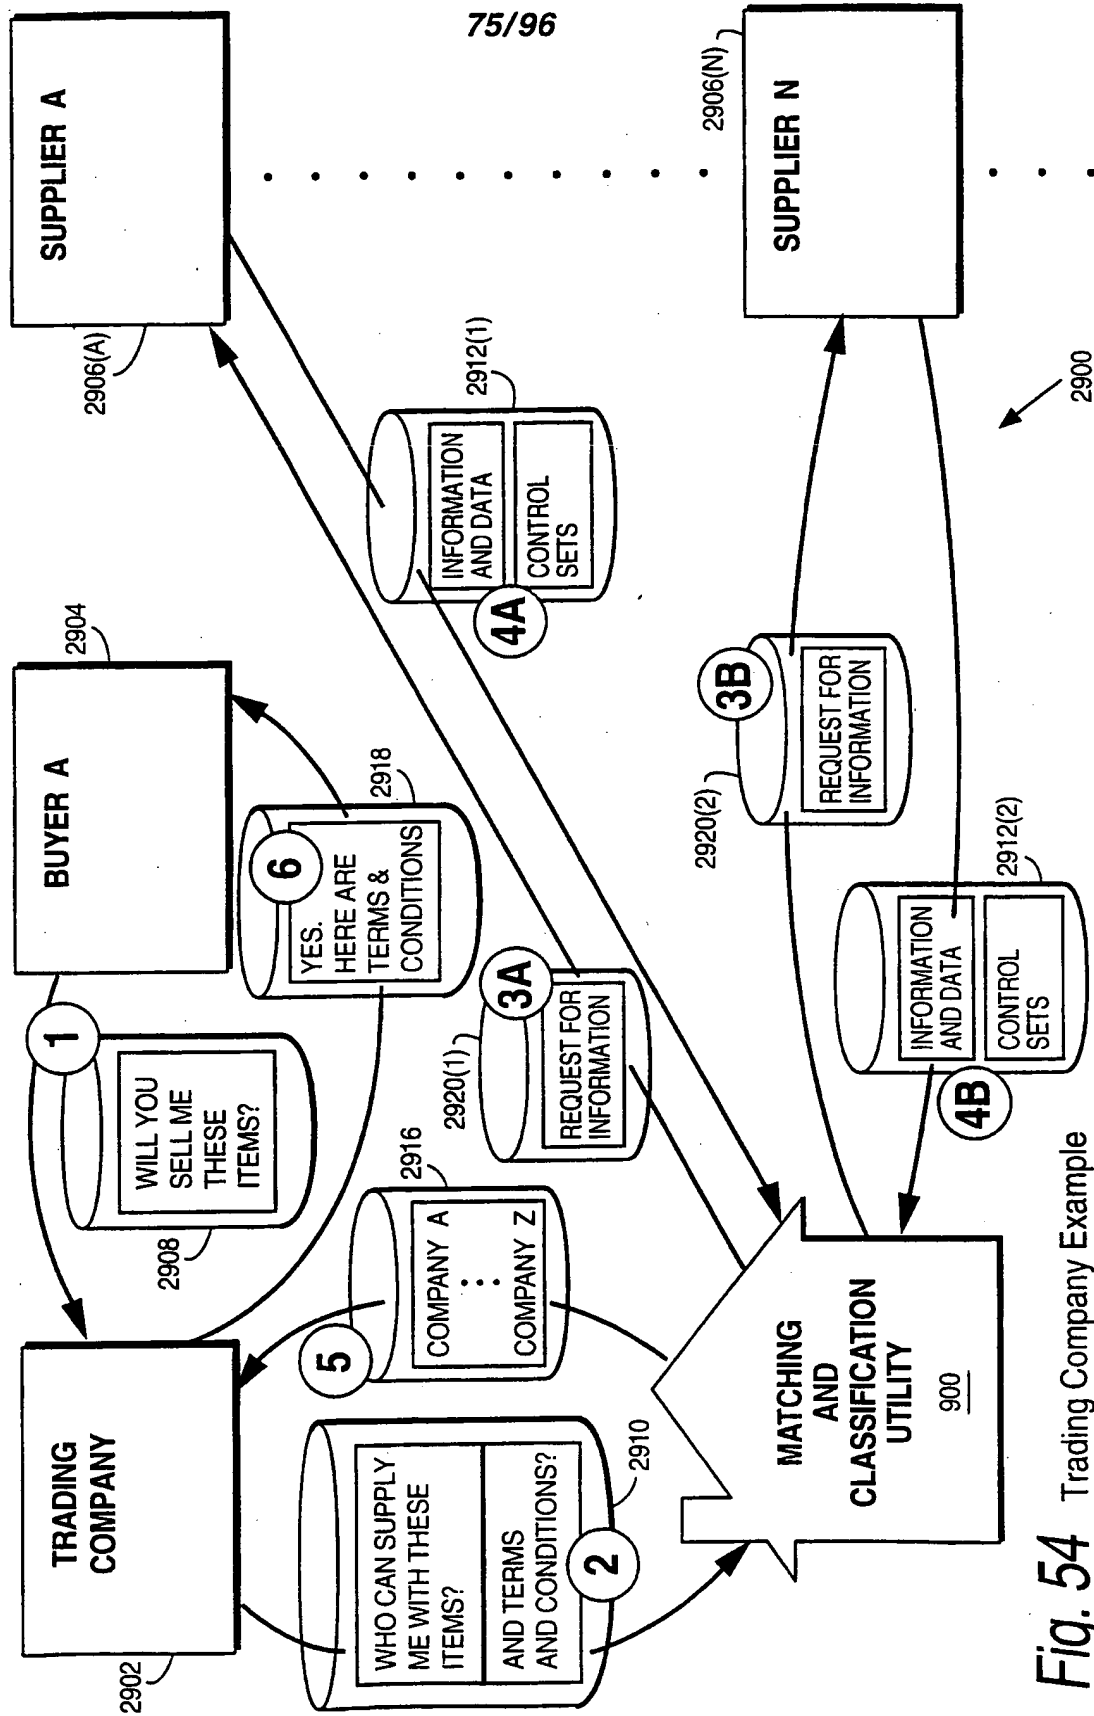 75/96
TRADING
COMPANY
2902
BUYER A
2904
SUPPLIER A
2906(A)
1
WILL YOU
SELL ME
THESE
ITEMS?
2908
6
YES.
HERE ARE
TERMS &
CONDITIONS
2918
WHO CAN SUPPLY
ME WITH THESE
ITEMS?
AND TERMS
AND CONDITIONS?
2
2910
5
COMPANY A
COMPANY Z
2916
3A
REQUEST FOR
INFORMATION
2920(1)
4A
INFORMATION
AND DATA
CONTROL
SETS
2912(1)
MATCHING
AND
CLASSIFICATION
UTILITY
900
3B
REQUEST FOR
INFORMATION
2920(2)
4B
INFORMATION
AND DATA
CONTROL
SETS
2912(2)
SUPPLIER N
2906(N)
2900
Fig. 54 Trading Company Example